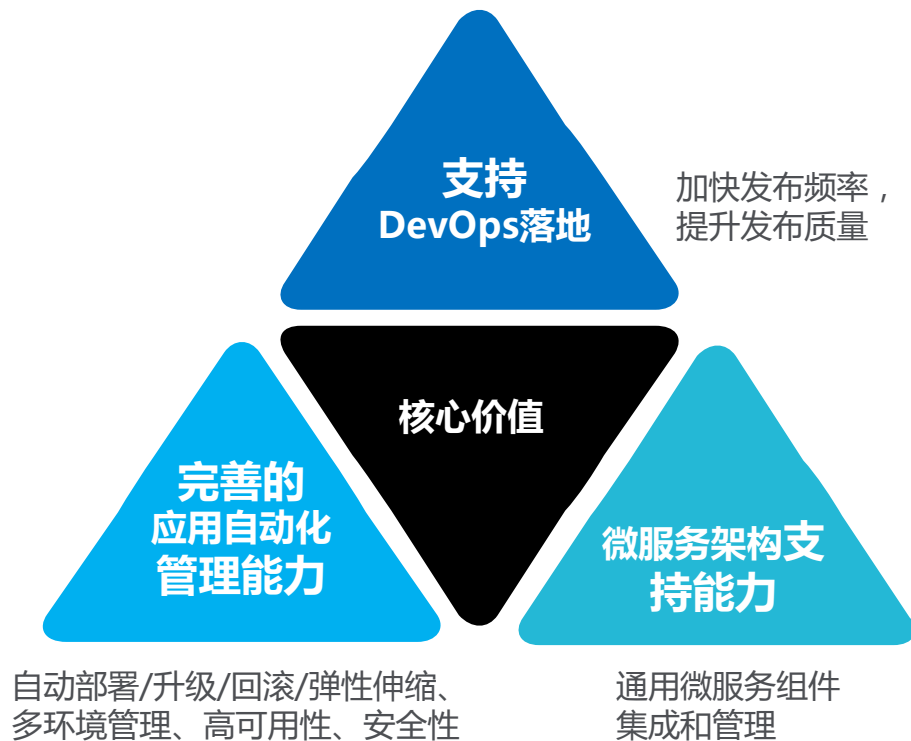 支持
DevOps落地
加快发布频率，
提升发布质量
核心价值
完善的
应用自动化
管理能力
微服务架构支
持能力
自动部署/升级/回滚/弹性伸缩、
多环境管理、高可用性、安全性
通用微服务组件
集成和管理